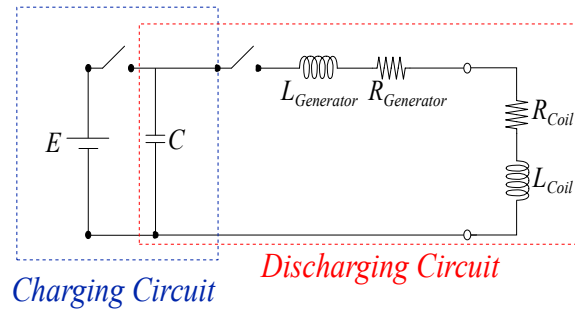 L_Generator R_Generator
R_Coil
E C
L_Coil
Discharging Circuit
Charging Circuit